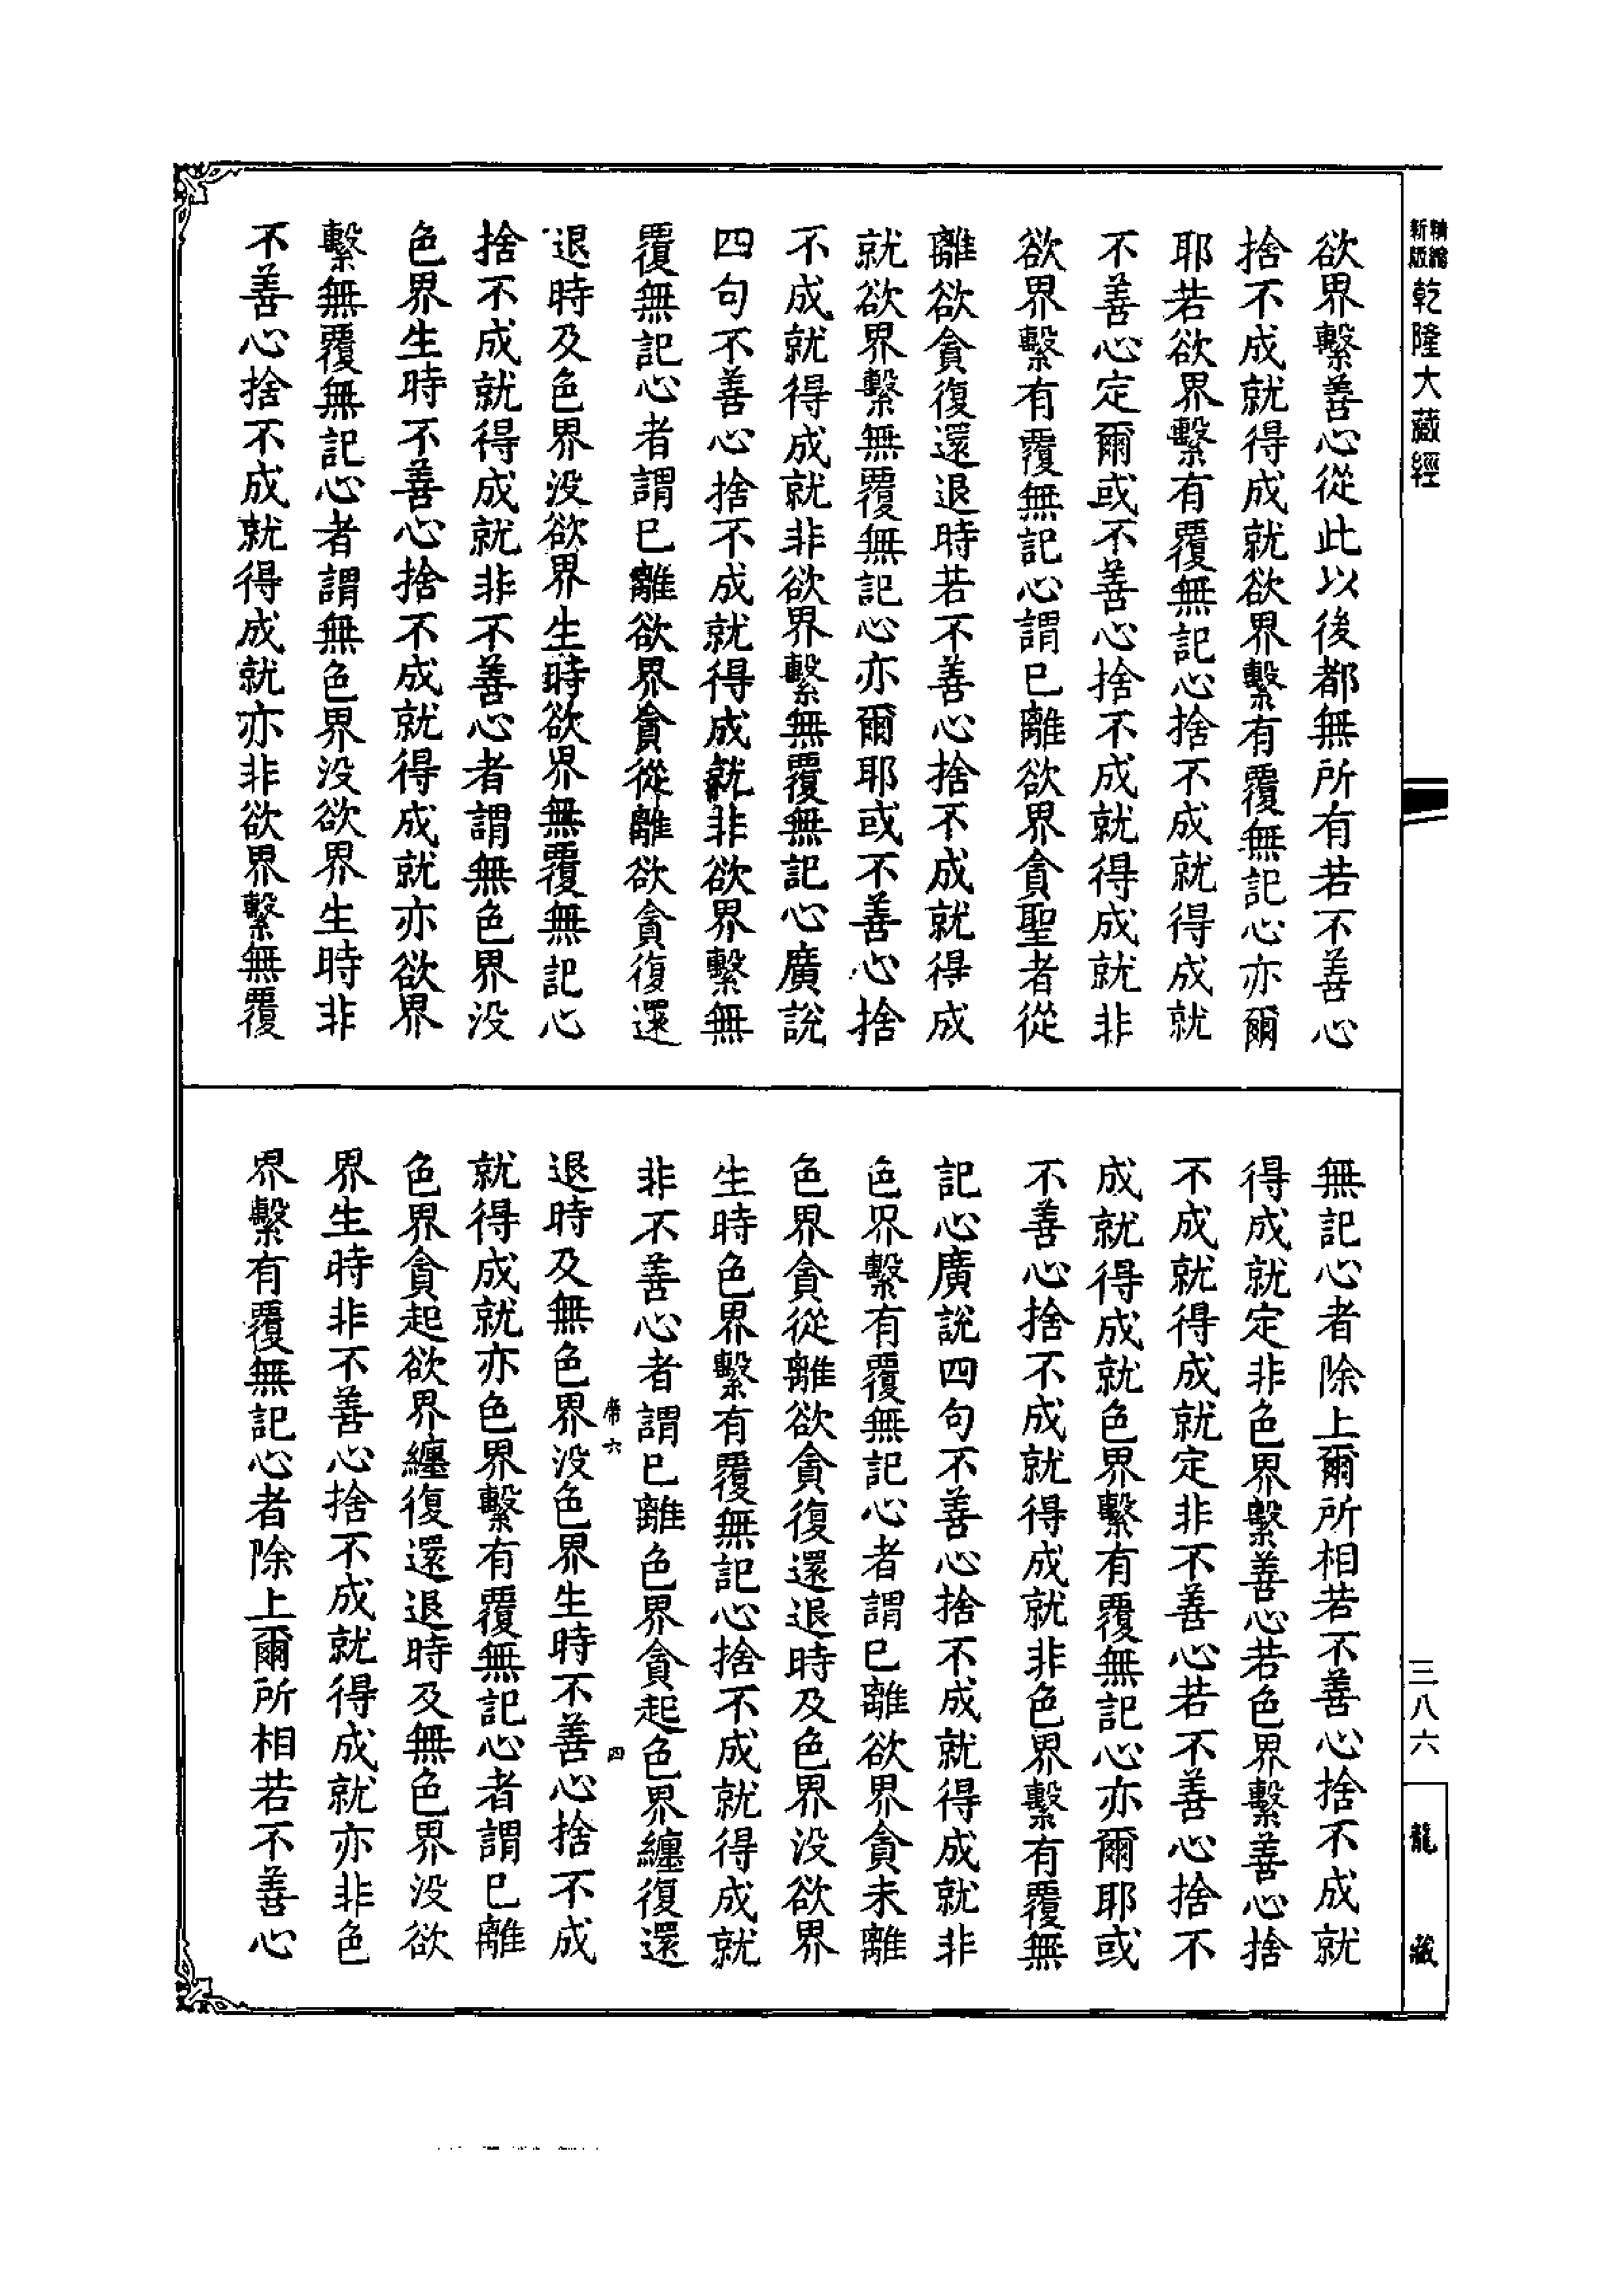 精縮新版乾隆大藏經
欲界繫善心從此以後都無所有若不善心
捨不成就得成就欲界繫有覆無記心亦爾
耶若欲界繫有覆無記心捨不成就得成就
不善心定爾或不善心捨不成就得成就非
欲界繫有覆無記心謂已離欲界貪聖者從
離欲貪復還退時若不善心捨不成就得成
就欲界繫無覆無記心亦爾耶或不善心捨
不成就得成就非欲界繫無覆無記心廣說
四句不善心捨不成就得成就非欲界繫無
覆無記心者謂已離欲界貪從離欲貪復還
退時及色界没欲界生時欲界無覆無記心
捨不成就得成就非不善心者謂無色界没
色界生時不善心捨不成就得成就亦欲界
繫無覆無記心者謂無色界没欲界生時非
不善心捨不成就得成就亦非欲界繫無覆
無記心者除上爾所相若不善心捨不成就
得成就定非色界繫善心若色界繫善心捨
不成就得成就定非不善心若不善心捨不
成就得成就色界繫有覆無記心亦爾耶或
不善心捨不成就得成就非色界繫有覆無
記心廣說四句不善心捨不成就得成就非
色界繫有覆無記心者謂已離欲界貪未離
色界貪從離欲貪復還退時及色界没欲界
生時色界繫有覆無記心捨不成就得成就
非不善心者謂已離色界貪起色界纏復還
席六 四
退時及無色界没色界生時不善心捨不成
就得成就亦色界繫有覆無記心者謂已離
色界貪起欲界纏復還退時及無色界没欲
界生時非不善心捨不成就得成就亦非色
界繫有覆無記心者除上爾所相若不善心
三八六
龍藏